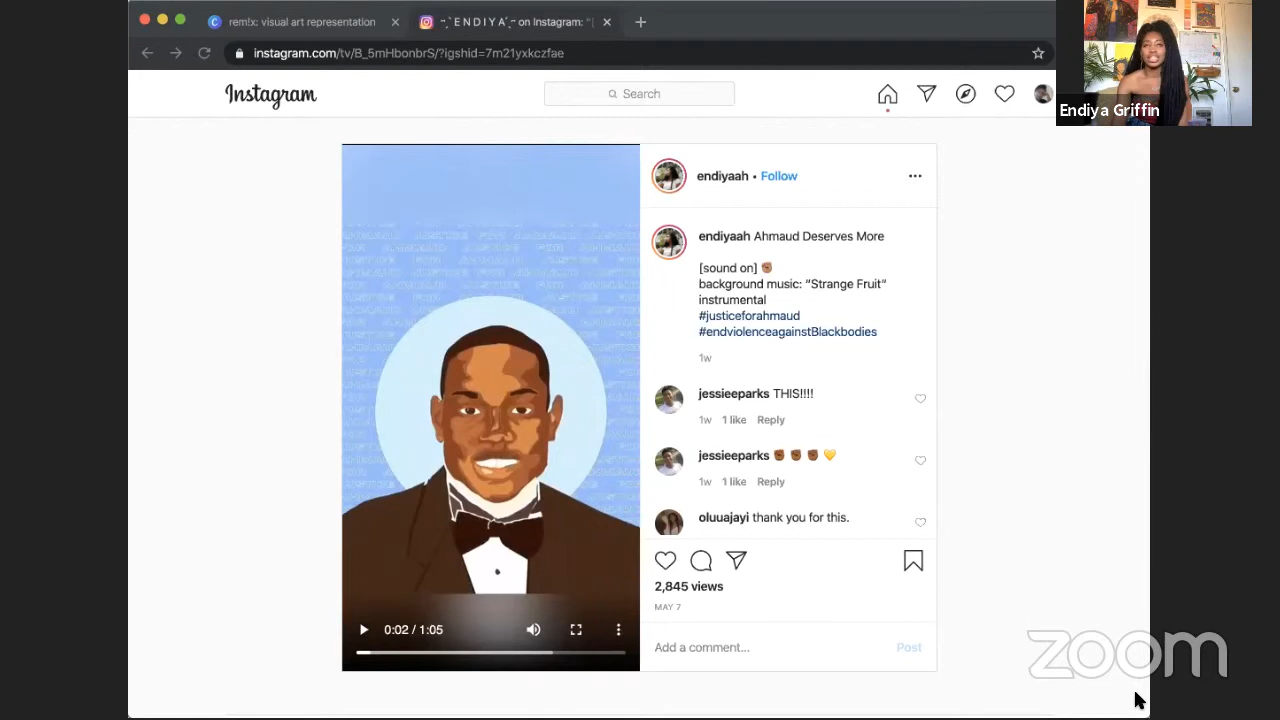 rem!x: visual art representation
E N D I Y A on Instagram: "
instagram.com/tv/B_5mHbonbrS/?igshid=7m21yxkczfae
Endiya Griffin
Instagram
Search
endiyaah • Follow
endiyaah Ahmaud Deserves More
[sound on] ✊🏾
background music: “Strange Fruit”
instrumental
#justiceforahmaud
#endviolenceagainstBlackbodies
1w
jessieeparks THIS!!!!
1w 1 like Reply
jessieeparks ✊🏾 ✊🏾 ✊🏾 💛
1w 1 like Reply
oluuajayi thank you for this.
2,845 views
MAY 7
0:02 / 1:05
Add a comment... Post
zoom